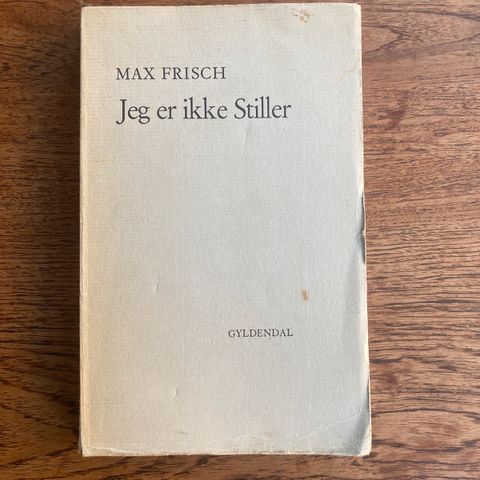 MAX FRISCH
Jeg er ikke Stiller
GYLDENDAL